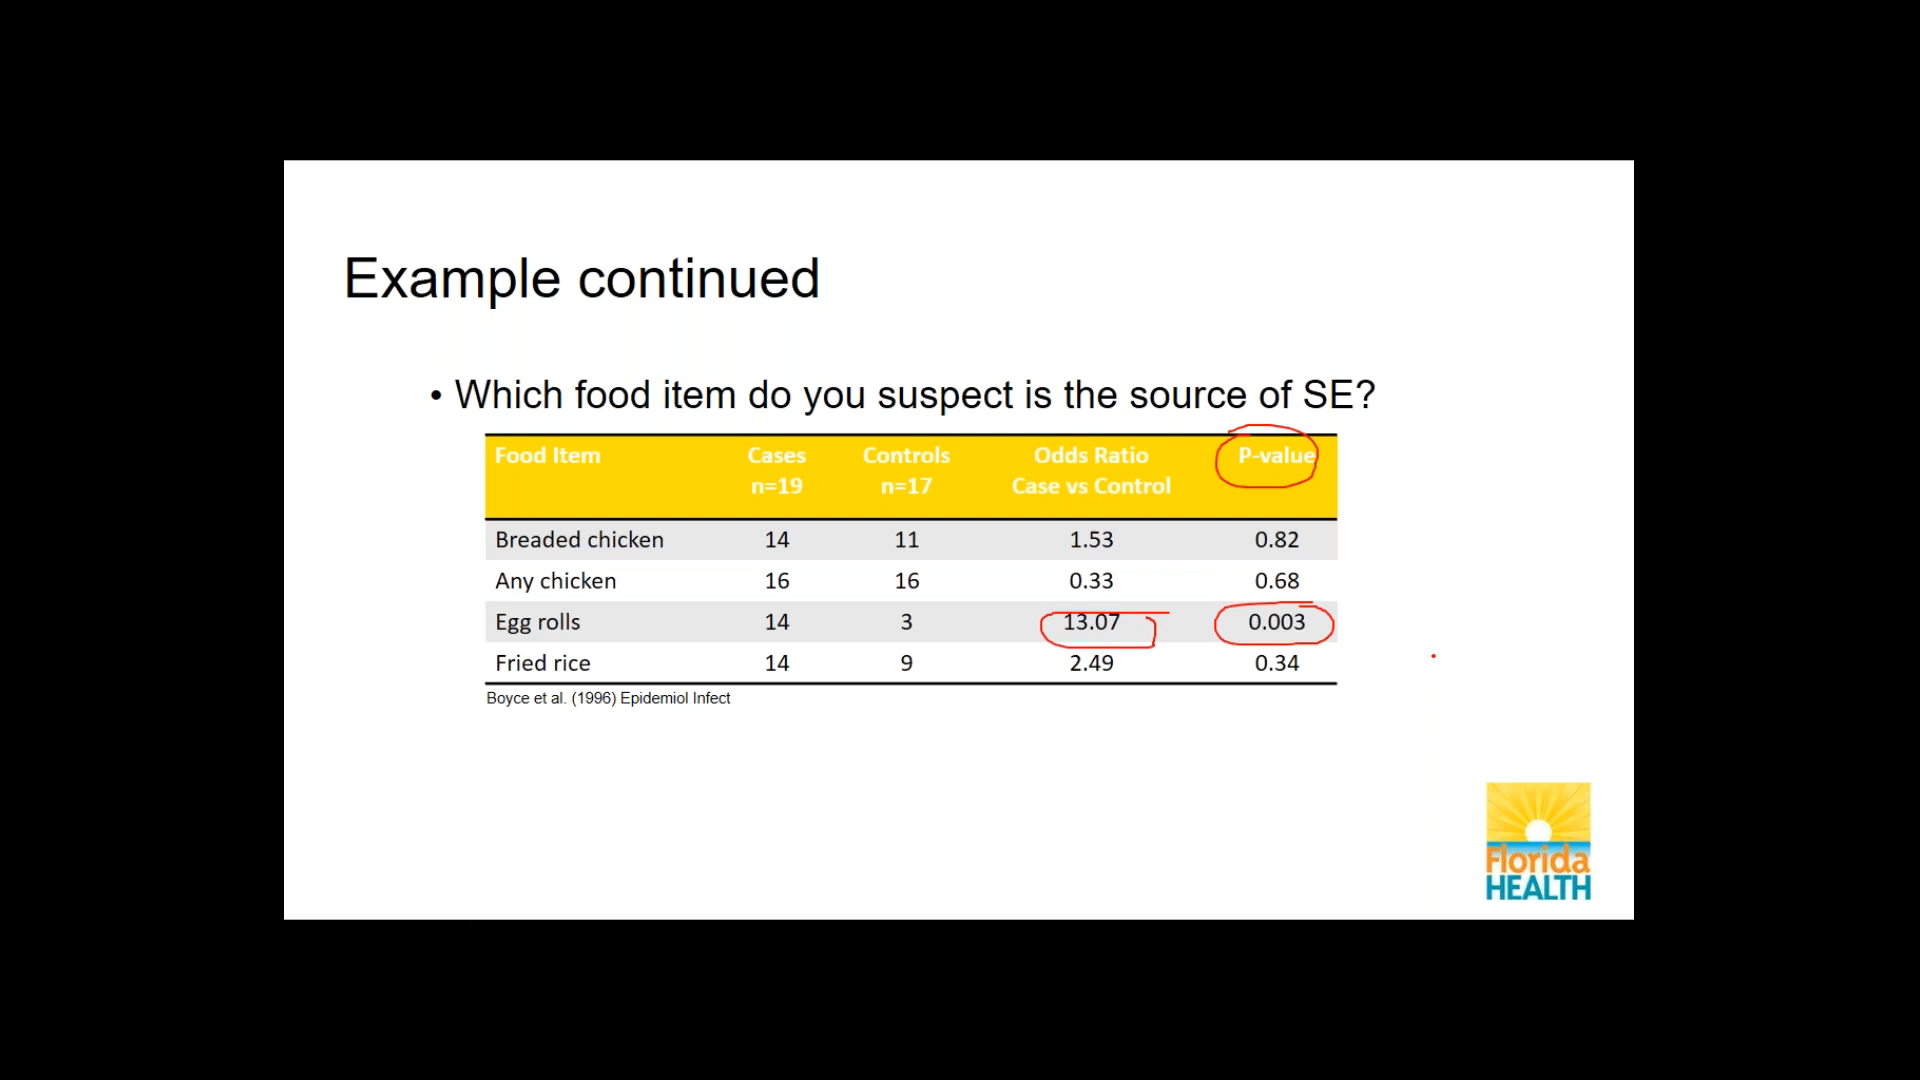 Example continued
• Which food item do you suspect is the source of SE?
Food Item Cases Controls Odds Ratio P-value
n=19 n=17 Case vs Control
Breaded chicken 14 11 1.53 0.82
Any chicken 16 16 0.33 0.68
Egg rolls 14 3 13.07 0.003
Fried rice 14 9 2.49 0.34
Boyce et al. (1996) Epidemiol Infect
Florida
HEALTH